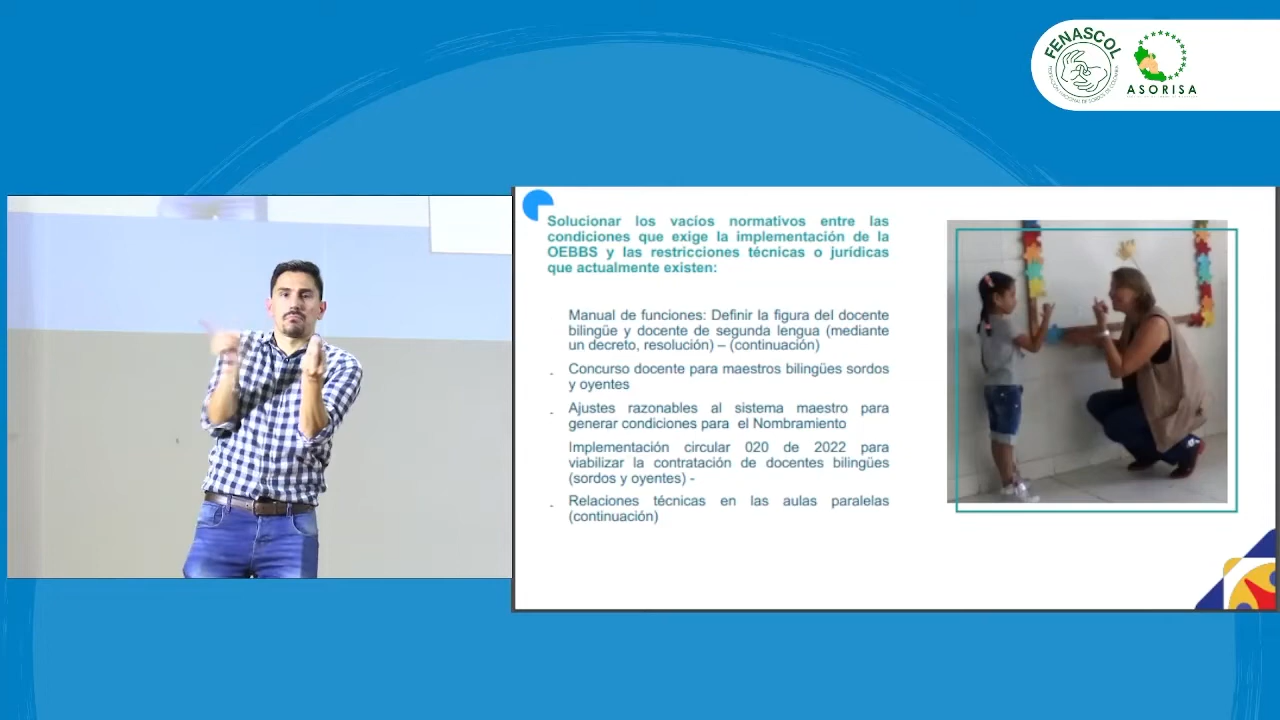 FENASCOL
ASORISA
Solucionar los vacíos normativos entre las
condiciones que exige la implementación de la
OEBBS y las restricciones técnicas o jurídicas
que actualmente existen:
Manual de funciones: Definir la figura del docente
bilingüe y docente de segunda lengua (mediante
un decreto, resolución) – (continuación)
. Concurso docente para maestros bilingües sordos
y oyentes
. Ajustes razonables al sistema maestro para
generar condiciones para el Nombramiento
Implementación circular 020 de 2022 para
viabilizar la contratación de docentes bilingües
(sordos y oyentes) -
. Relaciones técnicas en las aulas paralelas
(continuación)